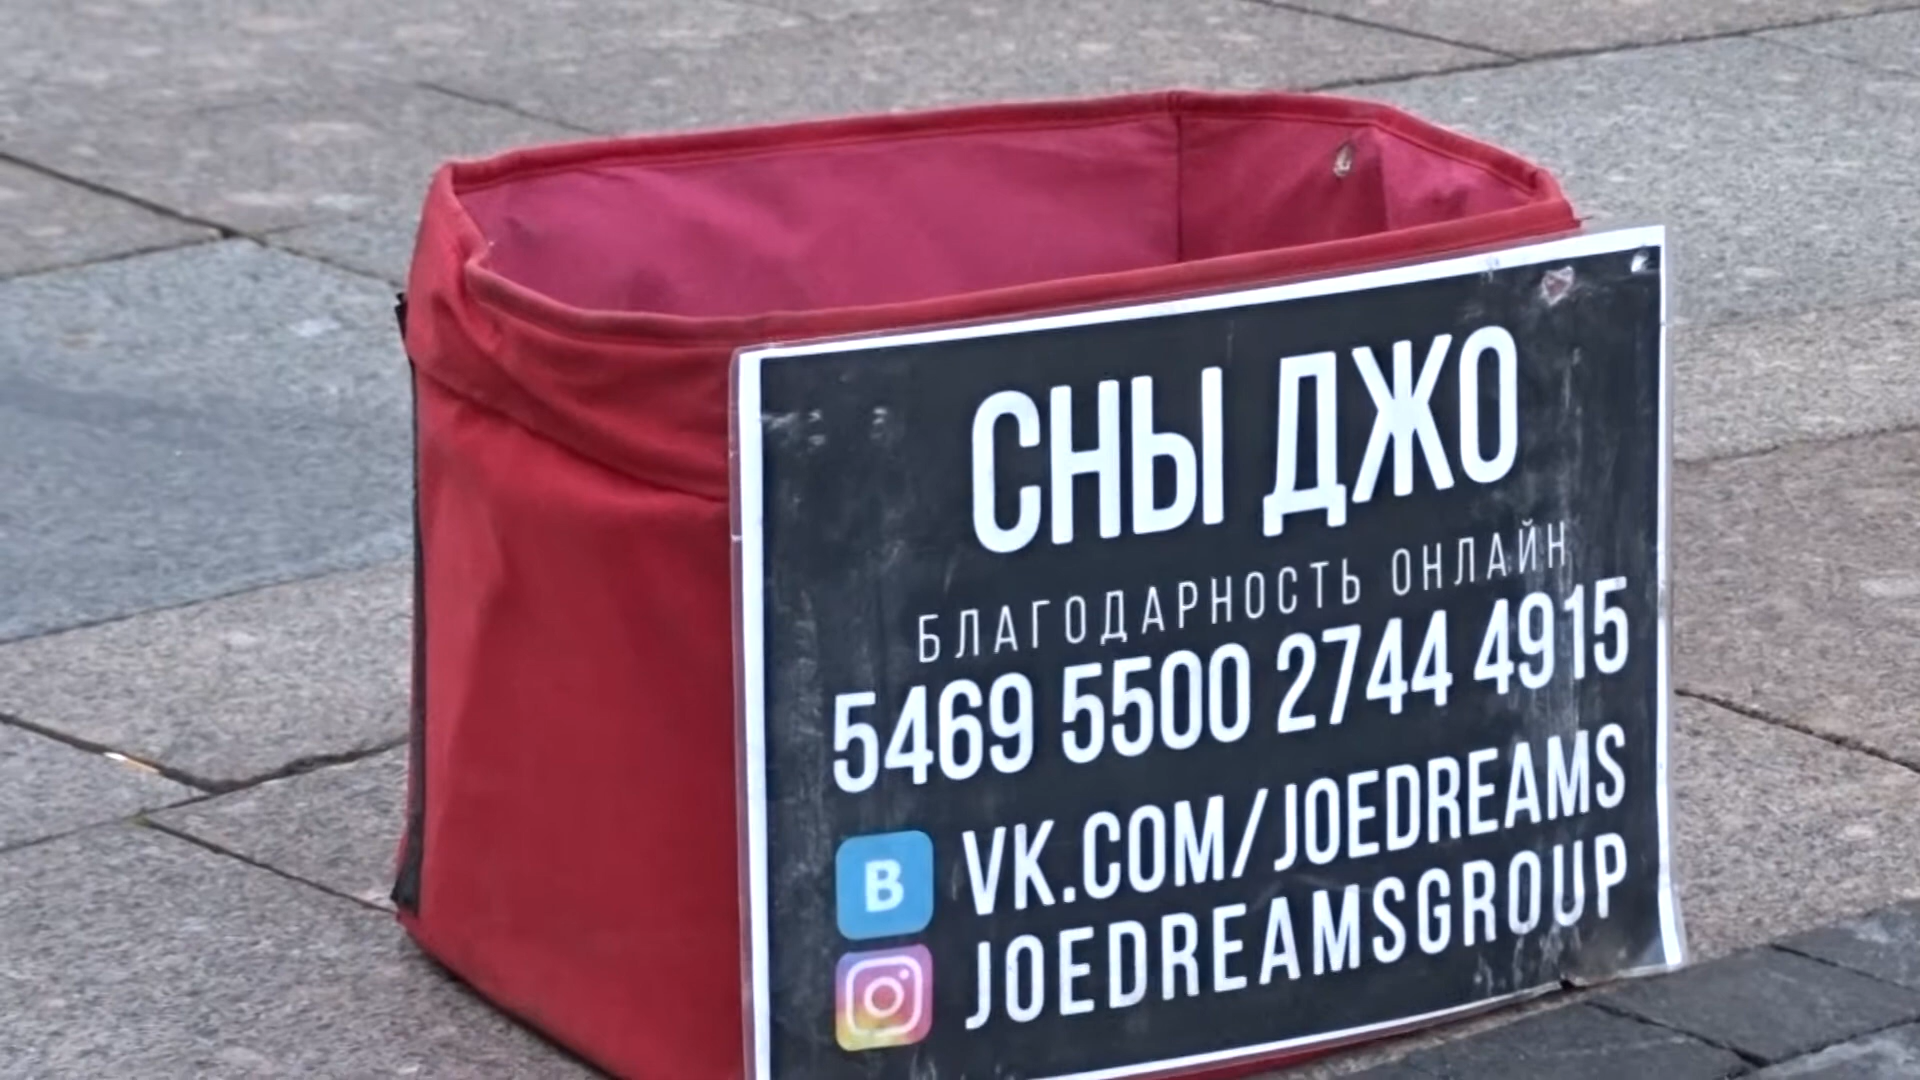 СНЫ ДЖО
БЛАГОДАРНОСТЬ ОНЛАЙН
5469 5500 2744 4915
B VK.COM/JOEDREAMS
JOEDREAMSGROUP